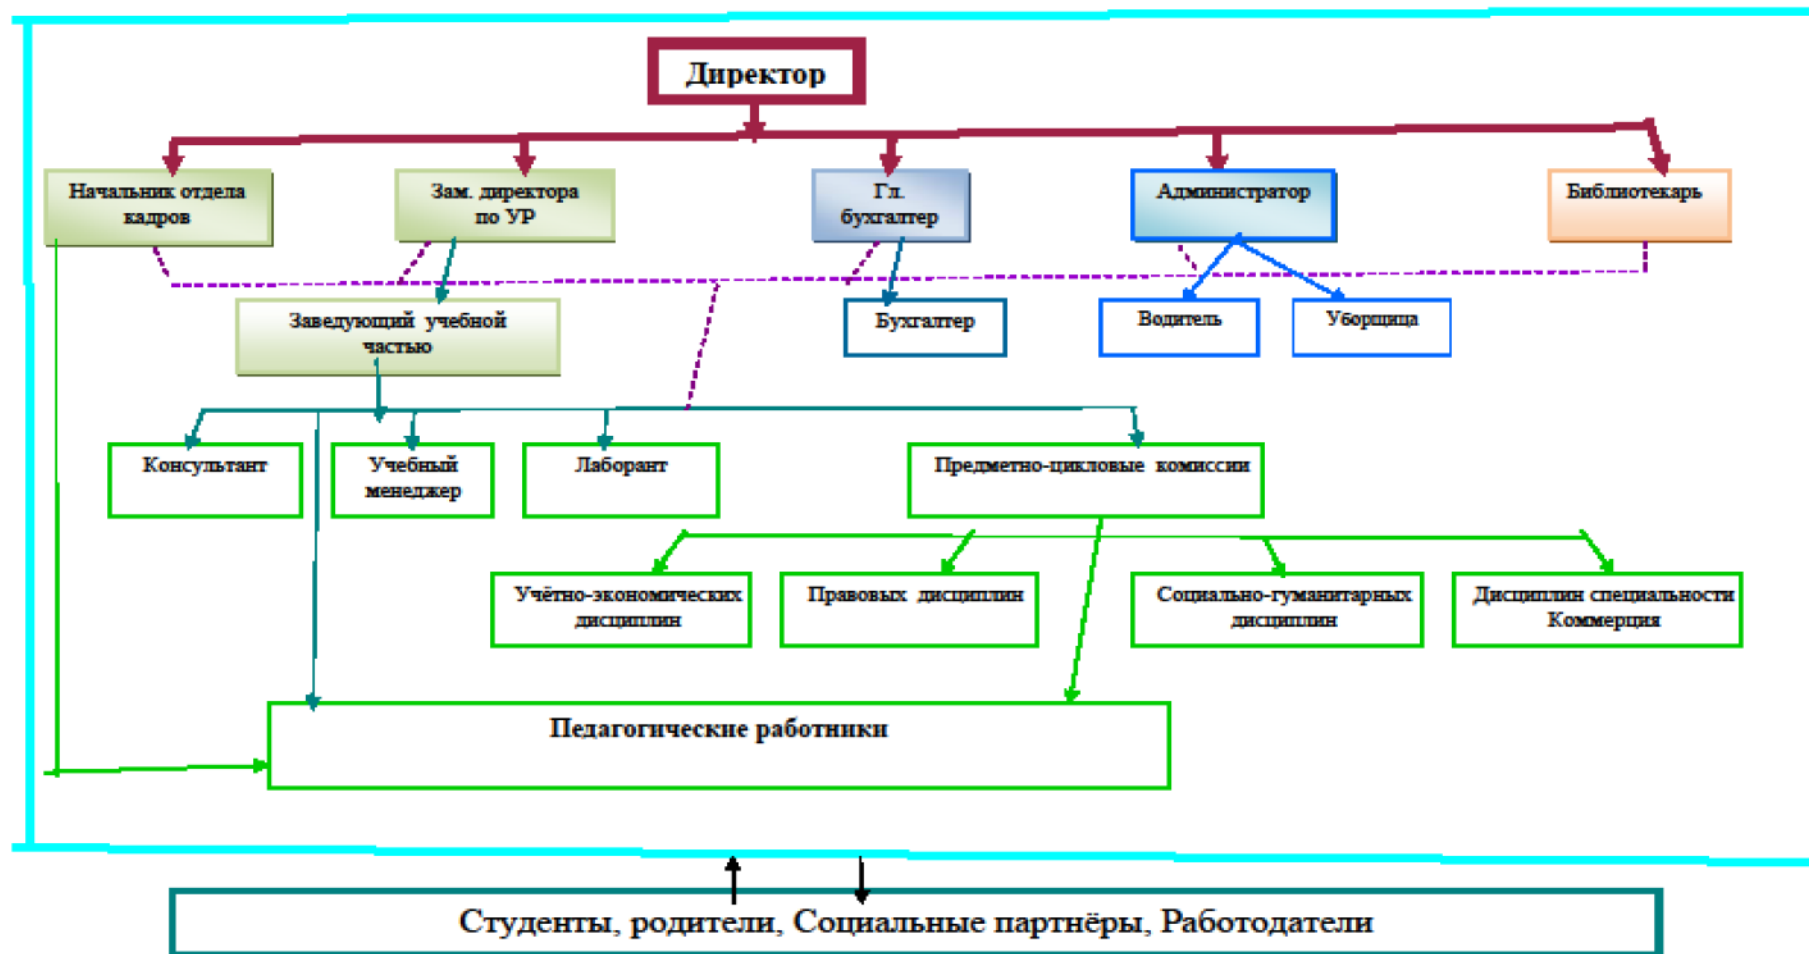 Директор
Начальник отдела
кадров
Зам. директора
по УР
Гл.
бухгалтер
Администратор
Библиотекарь
Заведующий учебной
частью
Бухгалтер
Водитель
Уборщица
Консультант
Учебный
менеджер
Лаборант
Предметно-цикловые комиссии
Учётно-экономических
дисциплин
Правовых дисциплин
Социально-гуманитарных
дисциплин
Дисциплин специальности
Коммерция
Педагогические работники
Студенты, родители, Социальные партнёры, Работодатели